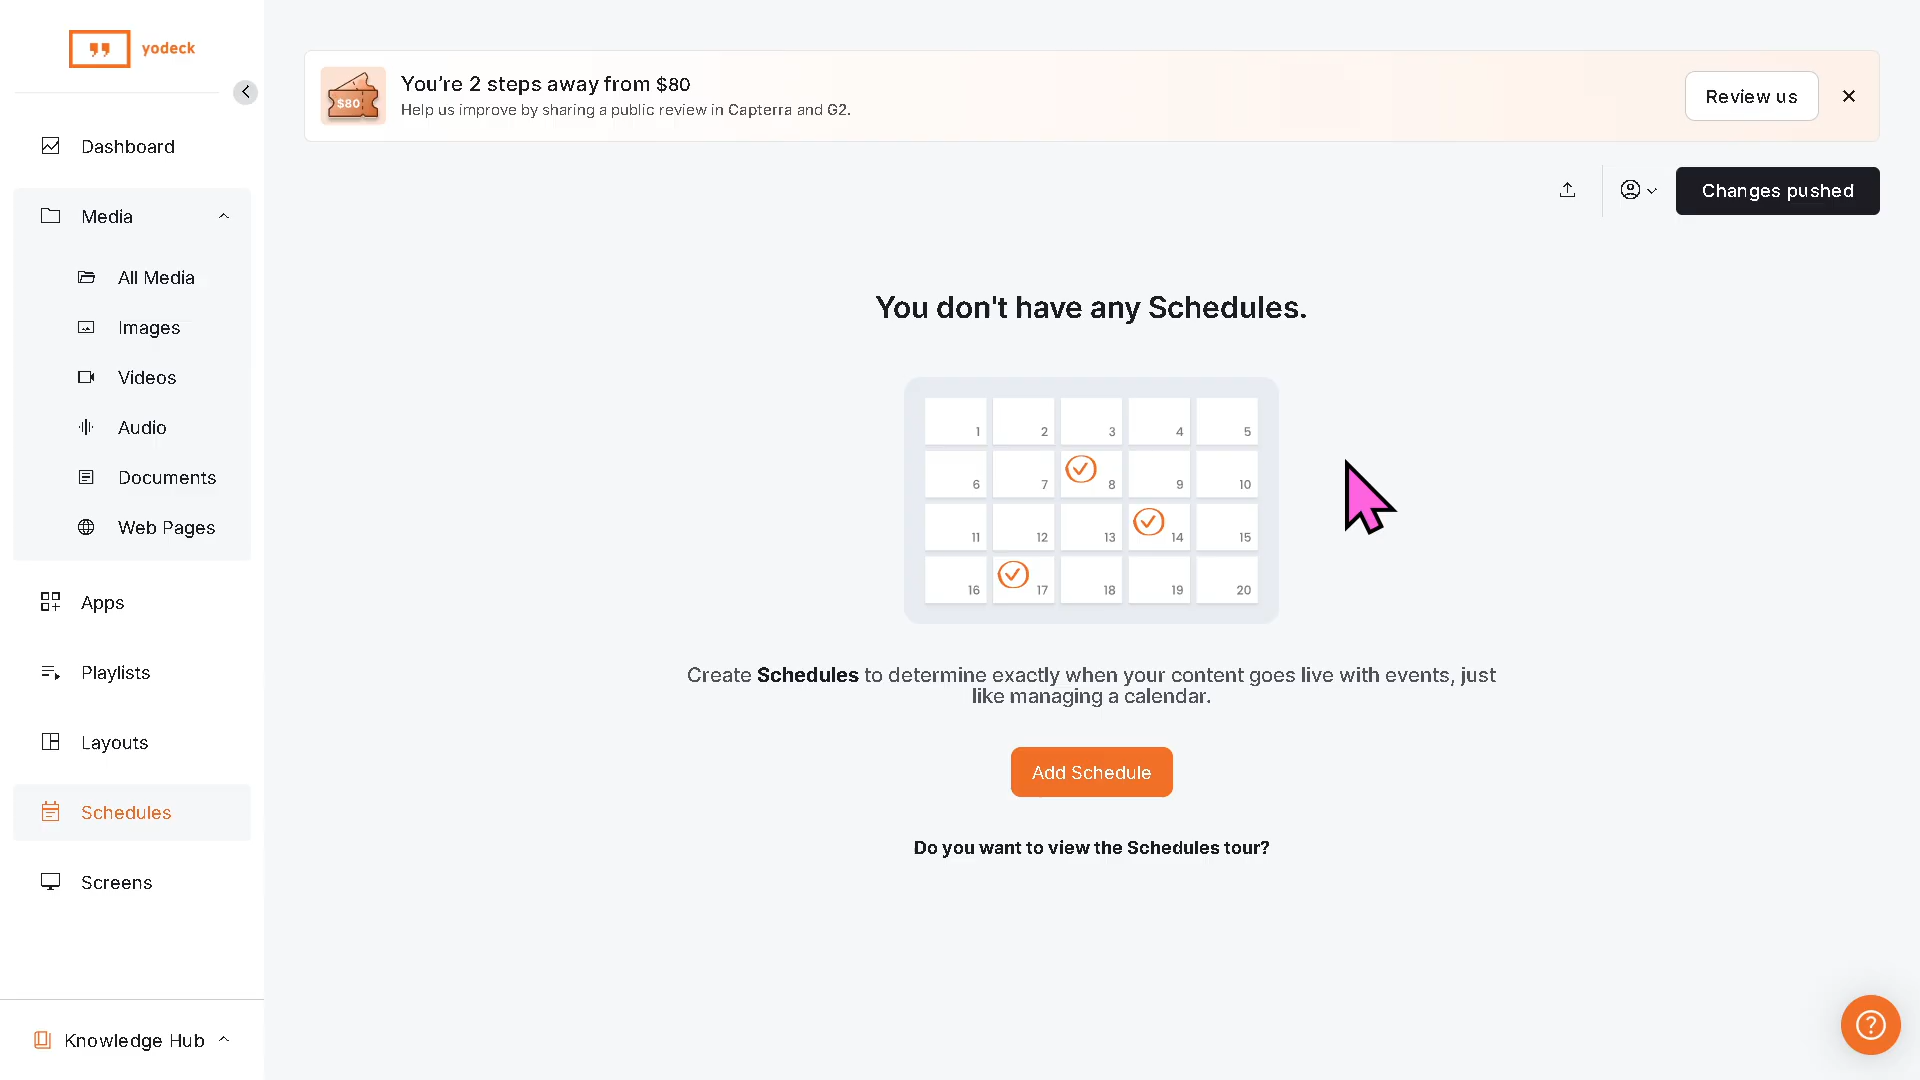 yodeck
You’re 2 steps away from $80
$80
Help us improve by sharing a public review in Capterra and G2.
Review us
Dashboard
Changes pushed
Media
All Media
Images
Videos
Audio
Documents
Web Pages
Apps
Playlists
Layouts
Schedules
Screens
Knowledge Hub
You don't have any Schedules.
1 2 3 4 5
6 7 8 9 10
11 12 13 14 15
16 17 18 19 20
Create Schedules to determine exactly when your content goes live with events, just
like managing a calendar.
Add Schedule
Do you want to view the Schedules tour?